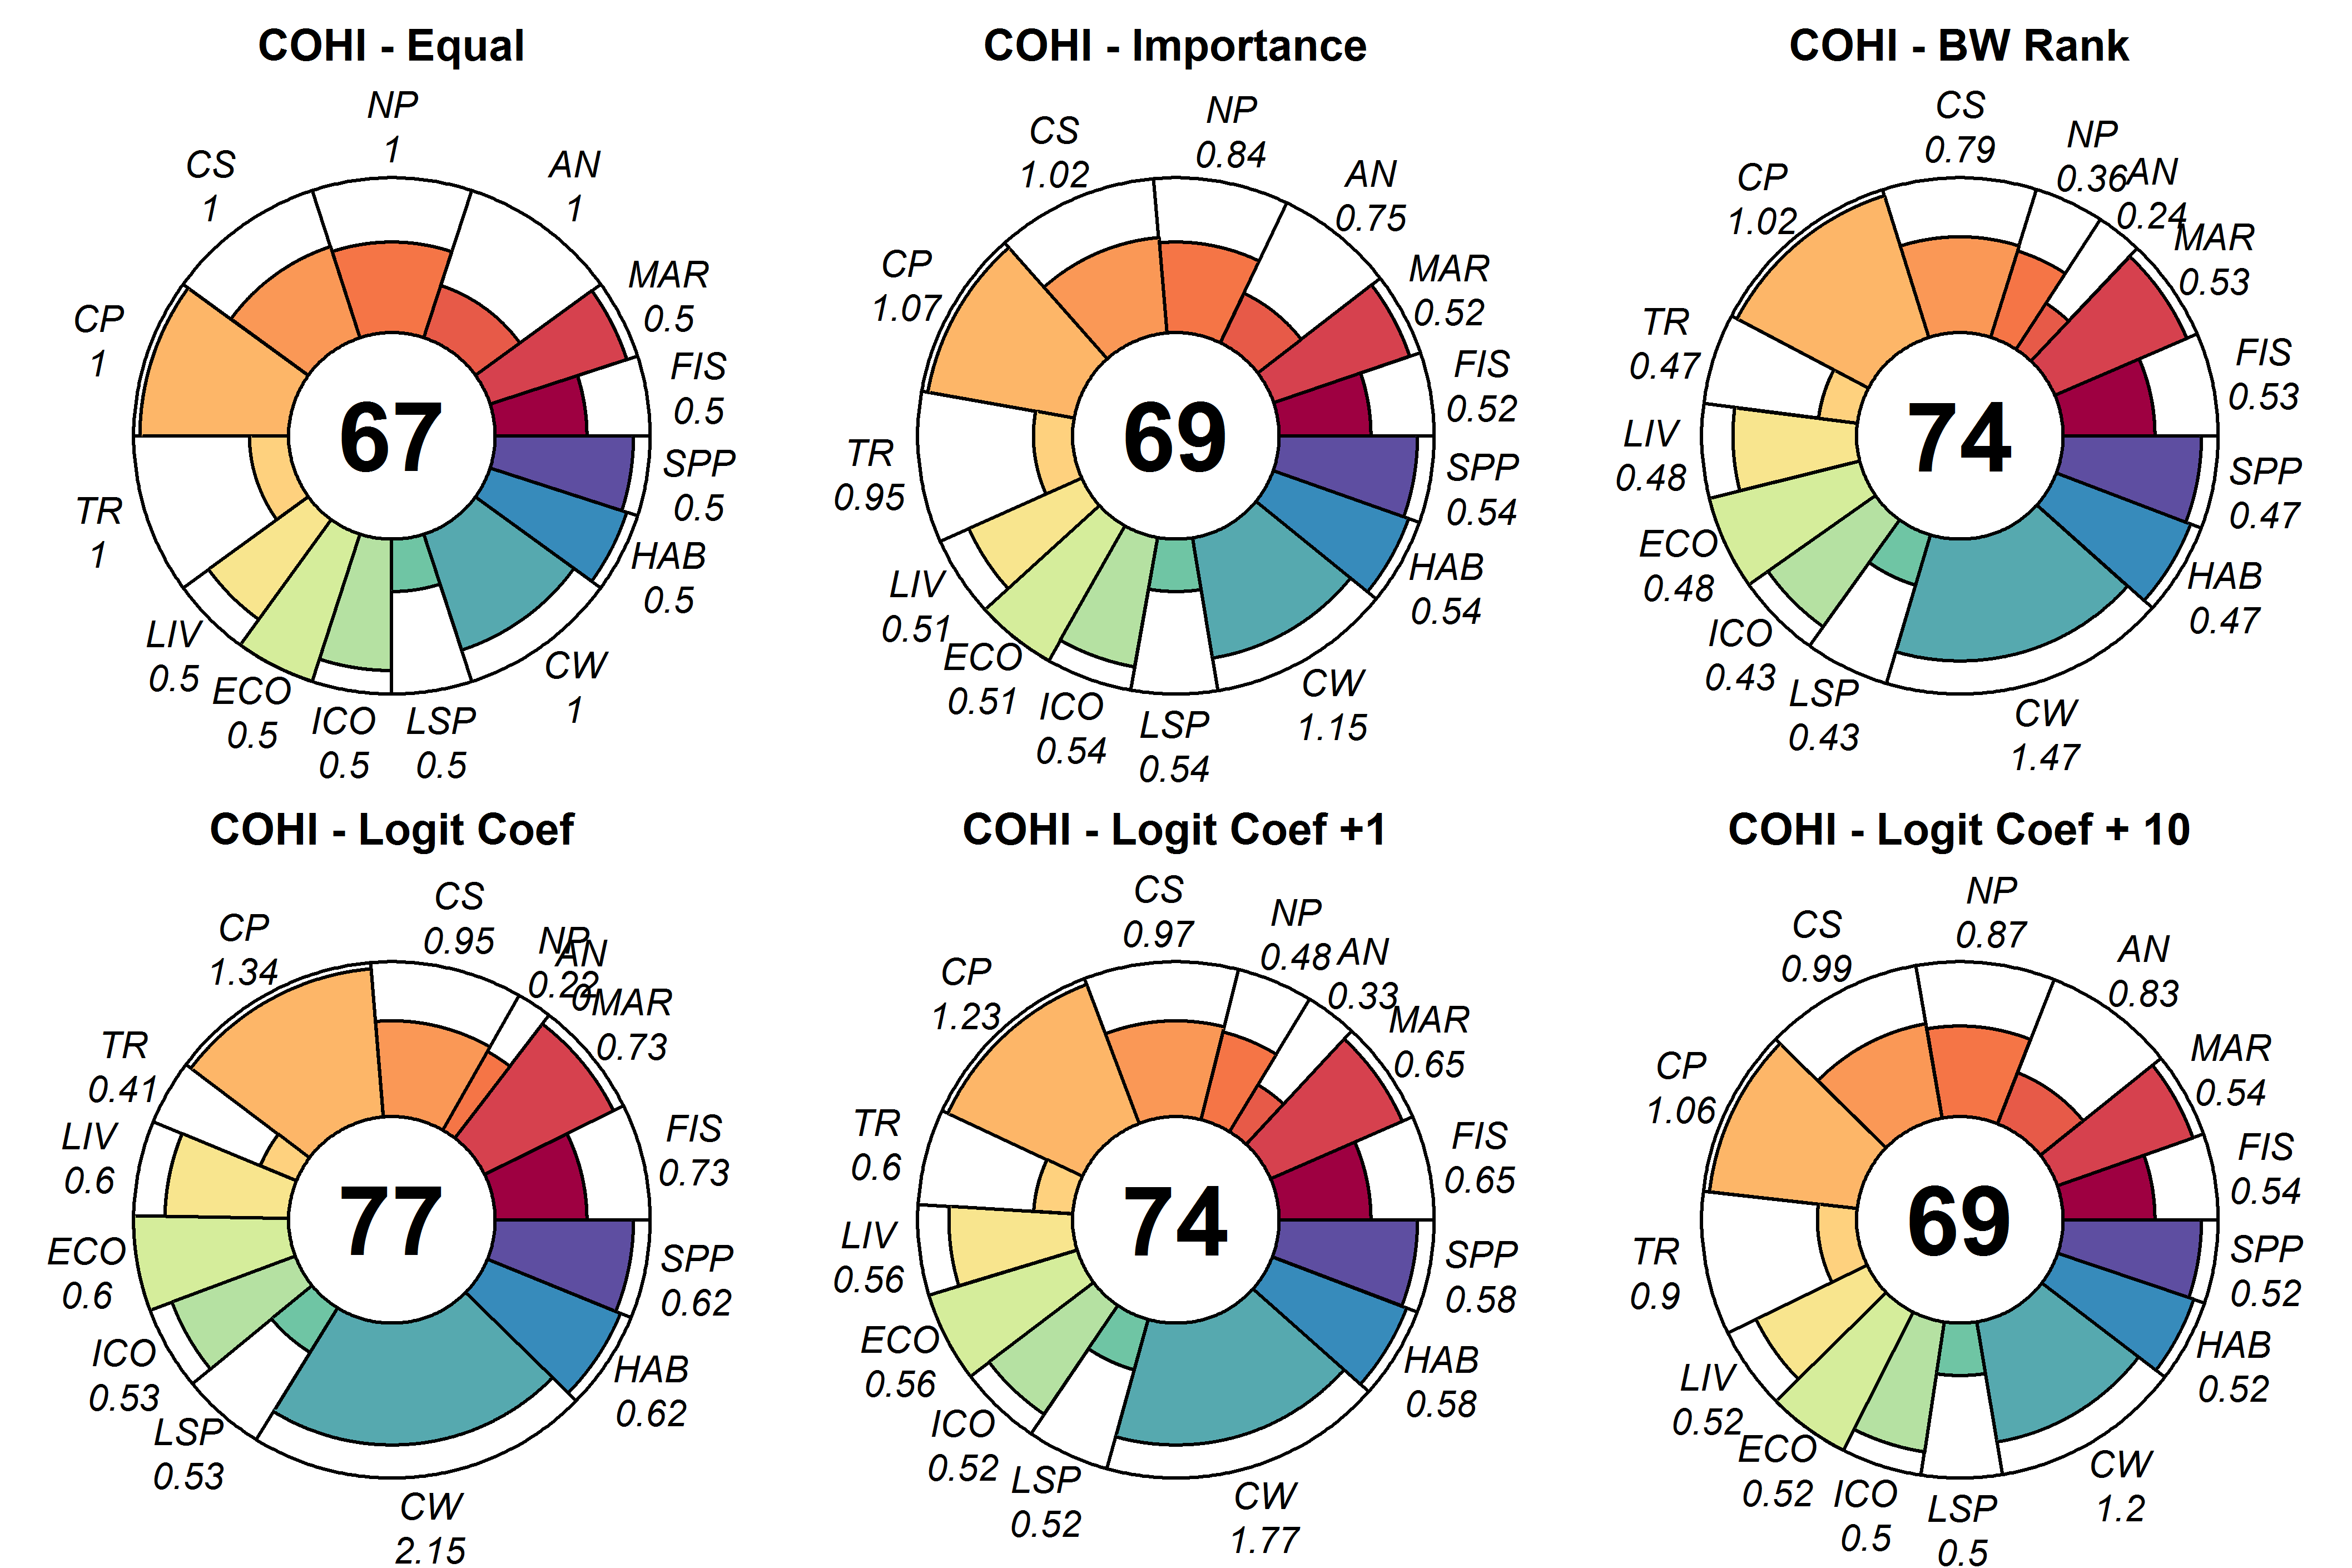 COHI - Equal
NP
1
AN
1
MAR
0.5
FIS
0.5
SPP
0.5
HAB
0.5
CW
1
LSP
0.5
ICO
0.5
ECO
0.5
LIV
0.5
TR
1
CP
1
CS
1
67
COHI - Importance
NP
0.84
AN
0.75
MAR
0.52
FIS
0.52
SPP
0.54
HAB
0.54
CW
1.15
LSP
0.54
ICO
0.54
ECO
0.51
LIV
0.51
TR
0.95
CP
1.07
CS
1.02
69
COHI - BW Rank
CS
0.79
NP
0.36
AN
0.24
MAR
0.53
FIS
0.53
SPP
0.47
HAB
0.47
CW
1.47
LSP
0.43
ICO
0.43
ECO
0.48
LIV
0.48
TR
0.47
CP
1.02
74
COHI - Logit Coef
CS
0.95
NP
0.22
AN
0
MAR
0.73
FIS
0.73
SPP
0.62
HAB
0.62
CW
2.15
LSP
0.53
ICO
0.53
ECO
0.6
LIV
0.6
TR
0.41
CP
1.34
77
COHI - Logit Coef +1
CS
0.97
NP
0.48
AN
0.33
MAR
0.65
FIS
0.65
SPP
0.58
HAB
0.58
CW
1.77
LSP
0.52
ICO
0.52
ECO
0.56
LIV
0.56
TR
0.6
CP
1.23
74
COHI - Logit Coef + 10
NP
0.87
AN
0.83
MAR
0.54
FIS
0.54
SPP
0.52
HAB
0.52
CW
1.2
LSP
0.5
ICO
0.5
ECO
0.52
LIV
0.52
TR
0.9
CP
1.06
CS
0.99
69